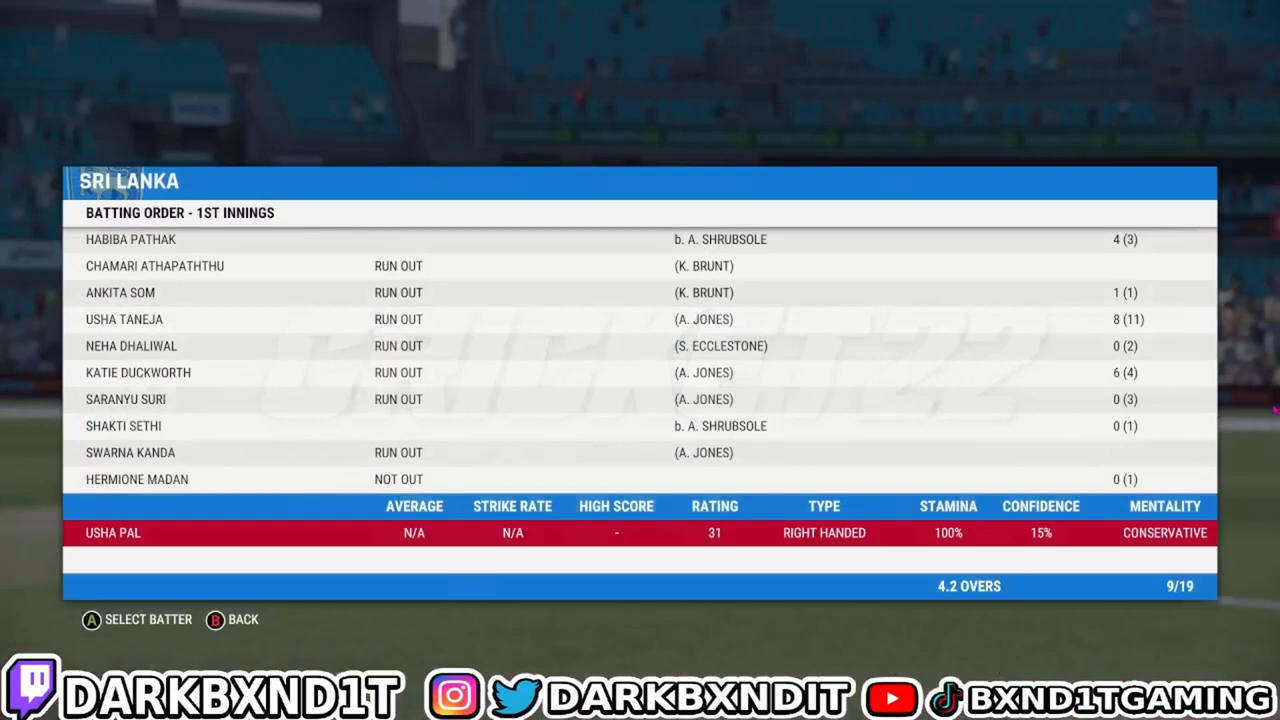 SRI LANKA
BATTING ORDER - 1ST INNINGS
HABIBA PATHAK b. A. SHRUBSOLE 4 (3)
CHAMARI ATHAPATHTHU RUN OUT (K. BRUNT)
ANKITA SOM RUN OUT (K. BRUNT) 1 (1)
USHA TANEJA RUN OUT (A. JONES) 8 (11)
NEHA DHALIWAL RUN OUT (S. ECCLESTONE) 0 (2)
KATIE DUCKWORTH RUN OUT (A. JONES) 6 (4)
SARANYU SURI RUN OUT (A. JONES) 0 (3)
SHAKTI SETHI b. A. SHRUBSOLE 0 (1)
SWARNA KANDA RUN OUT (A. JONES)
HERMIONE MADAN NOT OUT 0 (1)
AVERAGE STRIKE RATE HIGH SCORE RATING TYPE STAMINA CONFIDENCE MENTALITY
USHA PAL N/A N/A - 31 RIGHT HANDED 100% 15% CONSERVATIVE
4.2 OVERS 9/19
A SELECT BATTER B BACK
CRICKET 22
DARKBXND1T DARKBXNDIT BXND1TGAMING